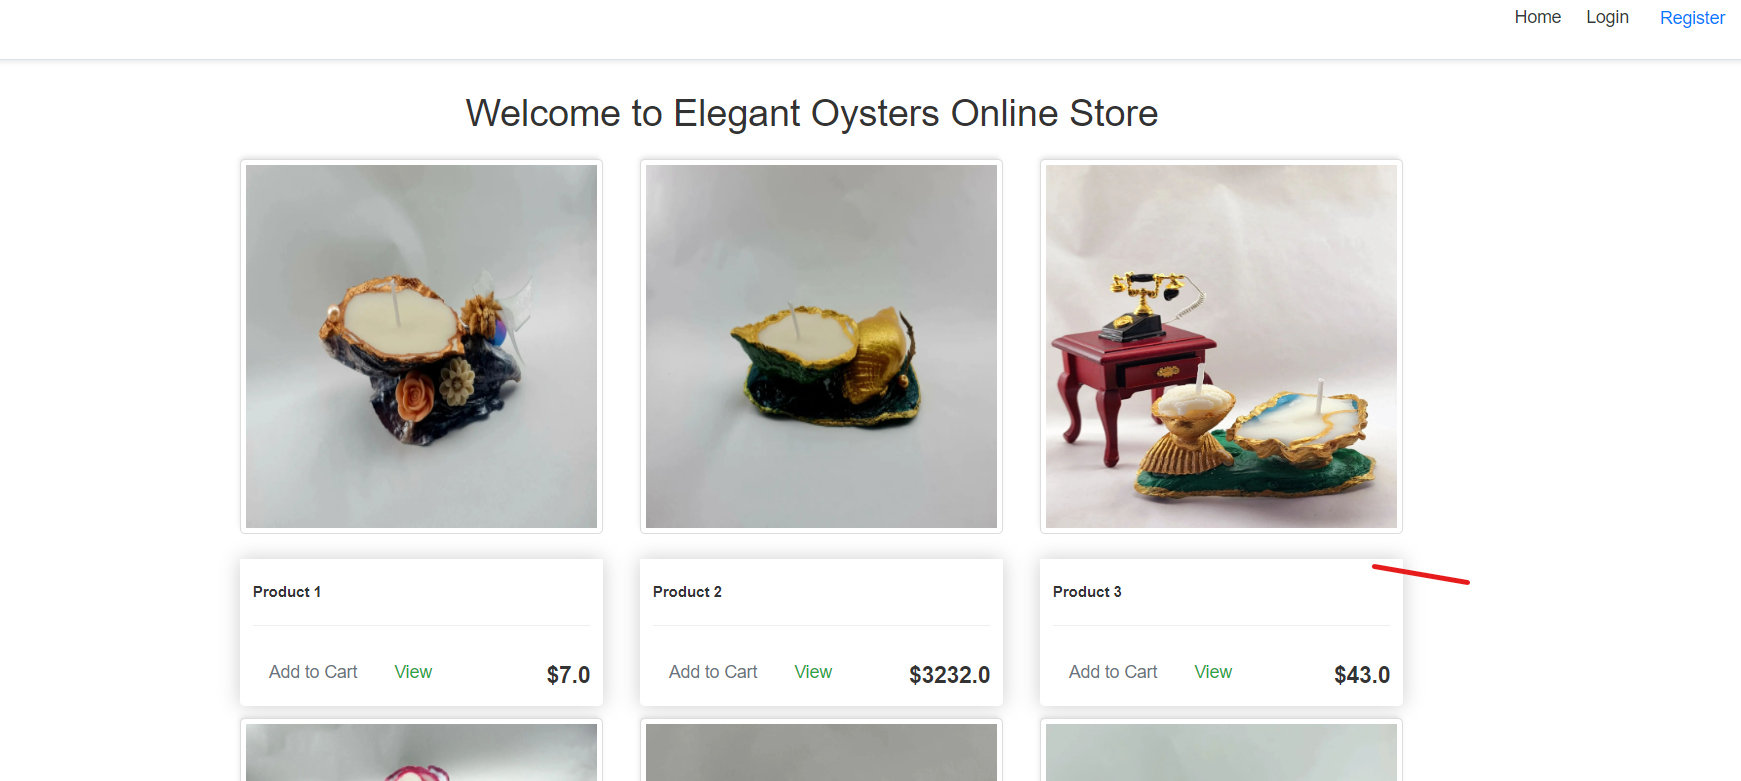 Home Login Register
Welcome to Elegant Oysters Online Store
Product 1
Add to Cart View $7.0
Product 2
Add to Cart View $3232.0
Product 3
Add to Cart View $43.0